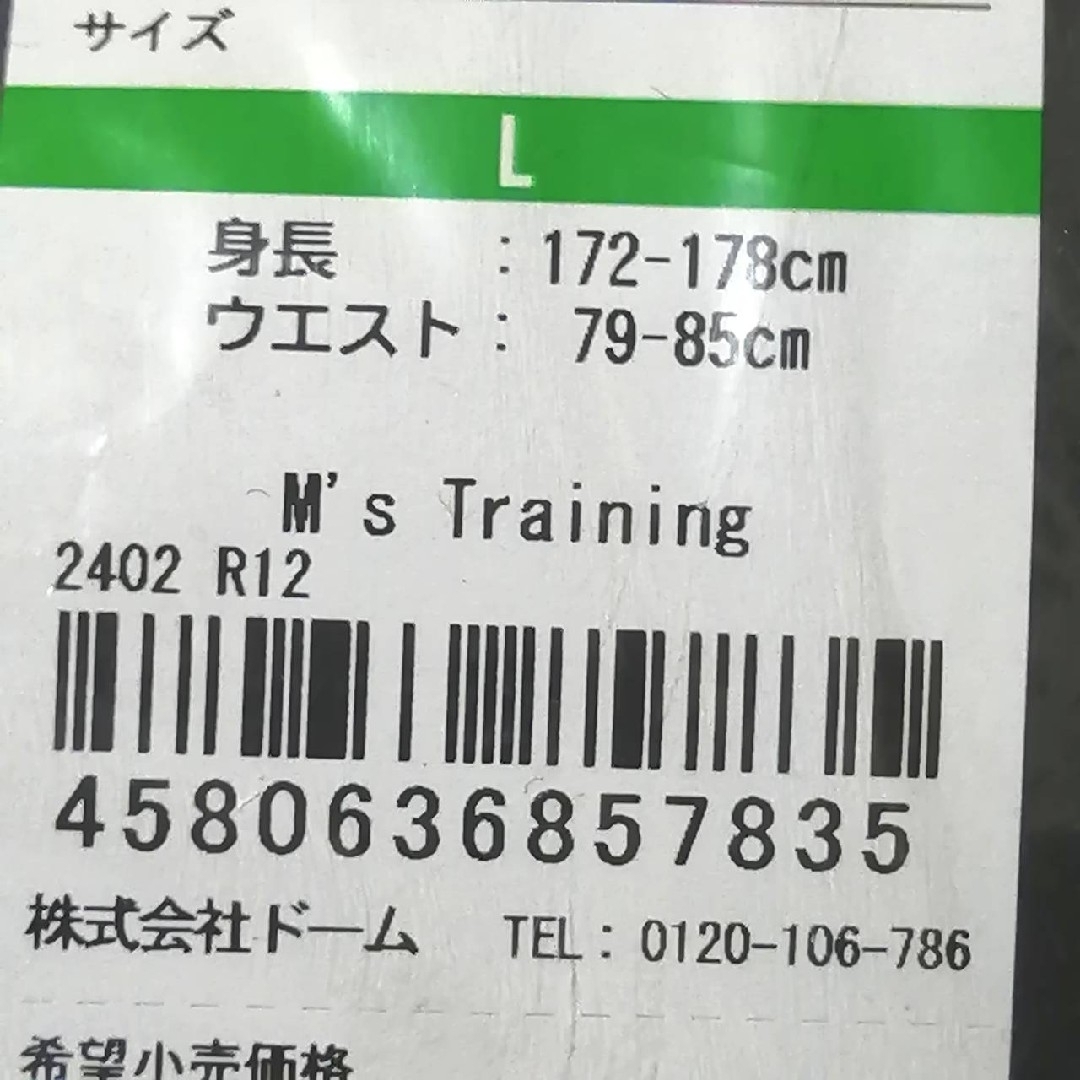 サイズ
L
身長 : 172-178cm
ウエスト : 79-85cm
M's Training
2402 R12
4580636857835
株式会社ドーム TEL : 0120-106-786
希望小売価格